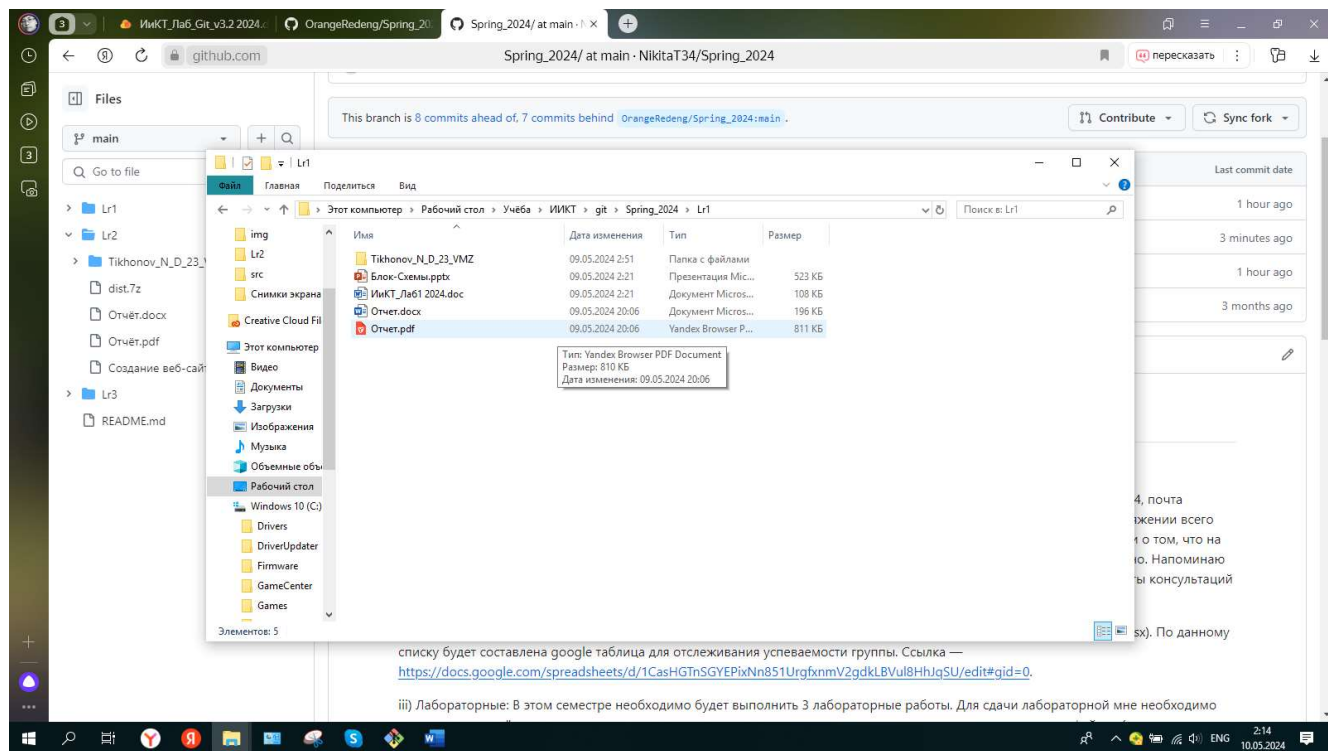 3
ИиКТ_Лаб_Git_v3.2 2024.
OrangeRedeng/Spring_20
Spring_2024/ at main · N
github.com
Spring_2024/ at main · NikitaT34/Spring_2024
пересказать
Files
main
Go to file
Lr1
Lr2
Tikhonov_N_D_23_
dist.7z
Отчёт.docx
Отчёт.pdf
Создание веб-сай
Lr3
README.md
This branch is 8 commits ahead of, 7 commits behind OrangeRedeng/Spring_2024:main .
Contribute
Sync fork
Last commit date
1 hour ago
3 minutes ago
1 hour ago
3 months ago
Lr1
Файл Главная Поделиться Вид
Этот компьютер › Рабочий стол › Учёба › ИИКТ › git › Spring_2024 › Lr1
Поиск в: Lr1
img
Lr2
src
Снимки экрана
Creative Cloud Fil
Этот компьютер
Видео
Документы
Загрузки
Изображения
Музыка
Объемные объ
Рабочий стол
Windows 10 (C:)
Drivers
DriverUpdater
Firmware
GameCenter
Games
Имя Дата изменения Тип Размер
Tikhonov_N_D_23_VMZ 09.05.2024 2:51 Папка с файлами
Блок-Схемы.pptx 09.05.2024 2:21 Презентация Mic... 523 КБ
ИиКТ_Лаб1 2024.doc 09.05.2024 2:21 Документ Micros... 108 КБ
Отчет.docx 09.05.2024 20:06 Документ Micros... 196 КБ
Отчет.pdf 09.05.2024 20:06 Yandex Browser P... 811 КБ
Тип: Yandex Browser PDF Document
Размер: 810 КБ
Дата изменения: 09.05.2024 20:06
Элементов: 5
4, почта
яжении всего
и о том, что на
но. Напоминаю
ы консультаций
sx). По данному
списку будет составлена google таблица для отслеживания успеваемости группы. Ссылка —
https://docs.google.com/spreadsheets/d/1CasHGTnSGYEPixNn851UrgfxnmV2gdkLBVul8HhJqSU/edit#gid=0.
iii) Лабораторные: В этом семестре необходимо будет выполнить 3 лабораторные работы. Для сдачи лабораторной мне необходимо
ENG
2:14
10.05.2024